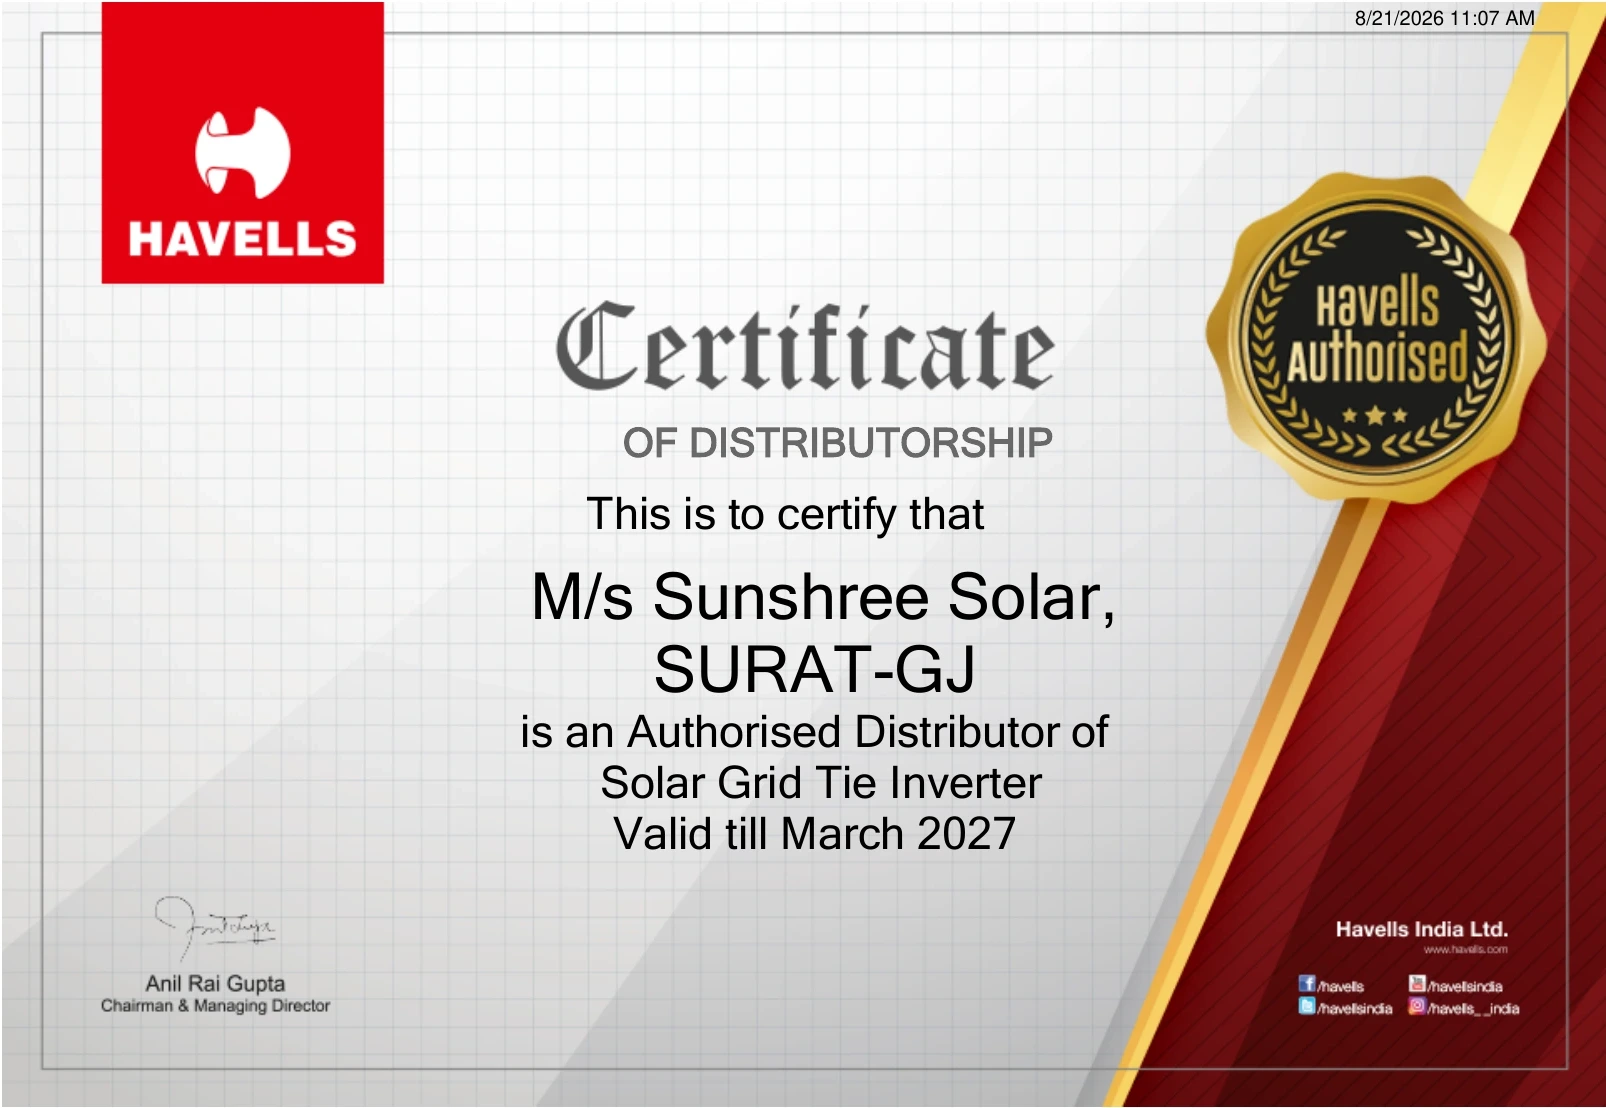 8/21/2026 11:07 AM
HAVELLS
Havells
Authorised
Certificate
OF DISTRIBUTORSHIP
This is to certify that
M/s Sunshree Solar,
SURAT-GJ
is an Authorised Distributor of
Solar Grid Tie Inverter
Valid till March 2027
Anil Rai Gupta
Chairman & Managing Director
Havells India Ltd.
www.havells.com
/havells /havellsindia
/havellsindia /havells__india